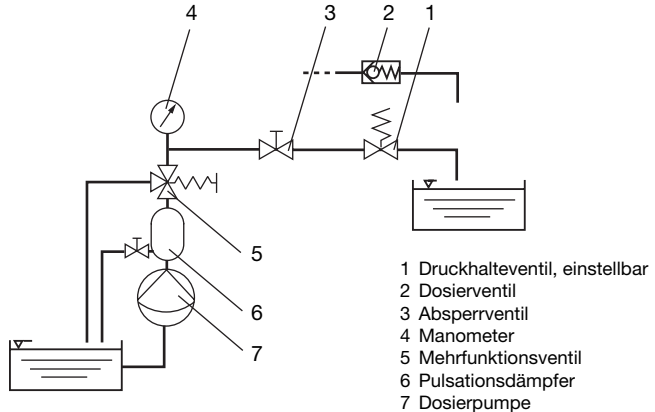 4
3
2
1
5
6
7
1 Druckhalteventil, einstellbar
2 Dosierventil
3 Absperrventil
4 Manometer
5 Mehrfunktionsventil
6 Pulsationsdämpfer
7 Dosierpumpe